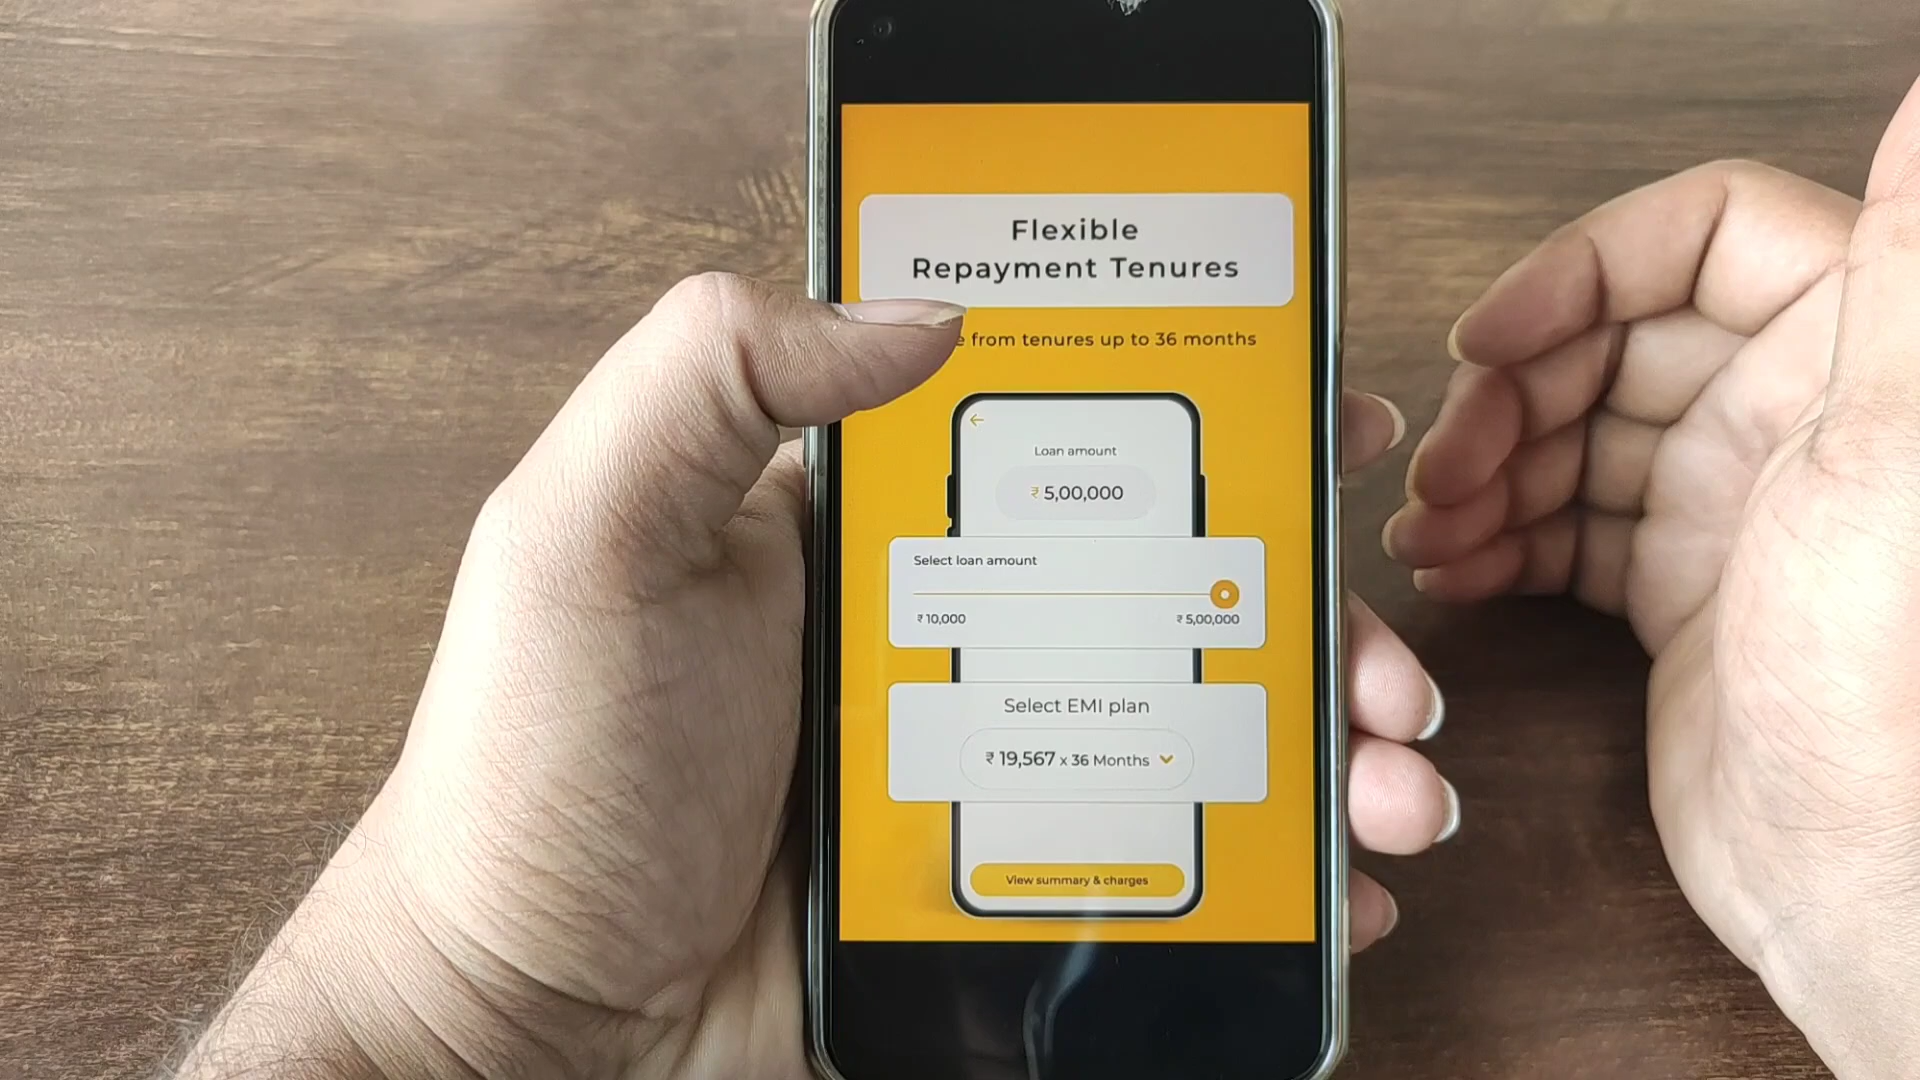 Flexible
Repayment Tenures
from tenures up to 36 months
Loan amount
₹ 5,00,000
Select loan amount
₹ 10,000
₹ 5,00,000
Select EMI plan
₹ 19,567 x 36 Months
View summary & charges